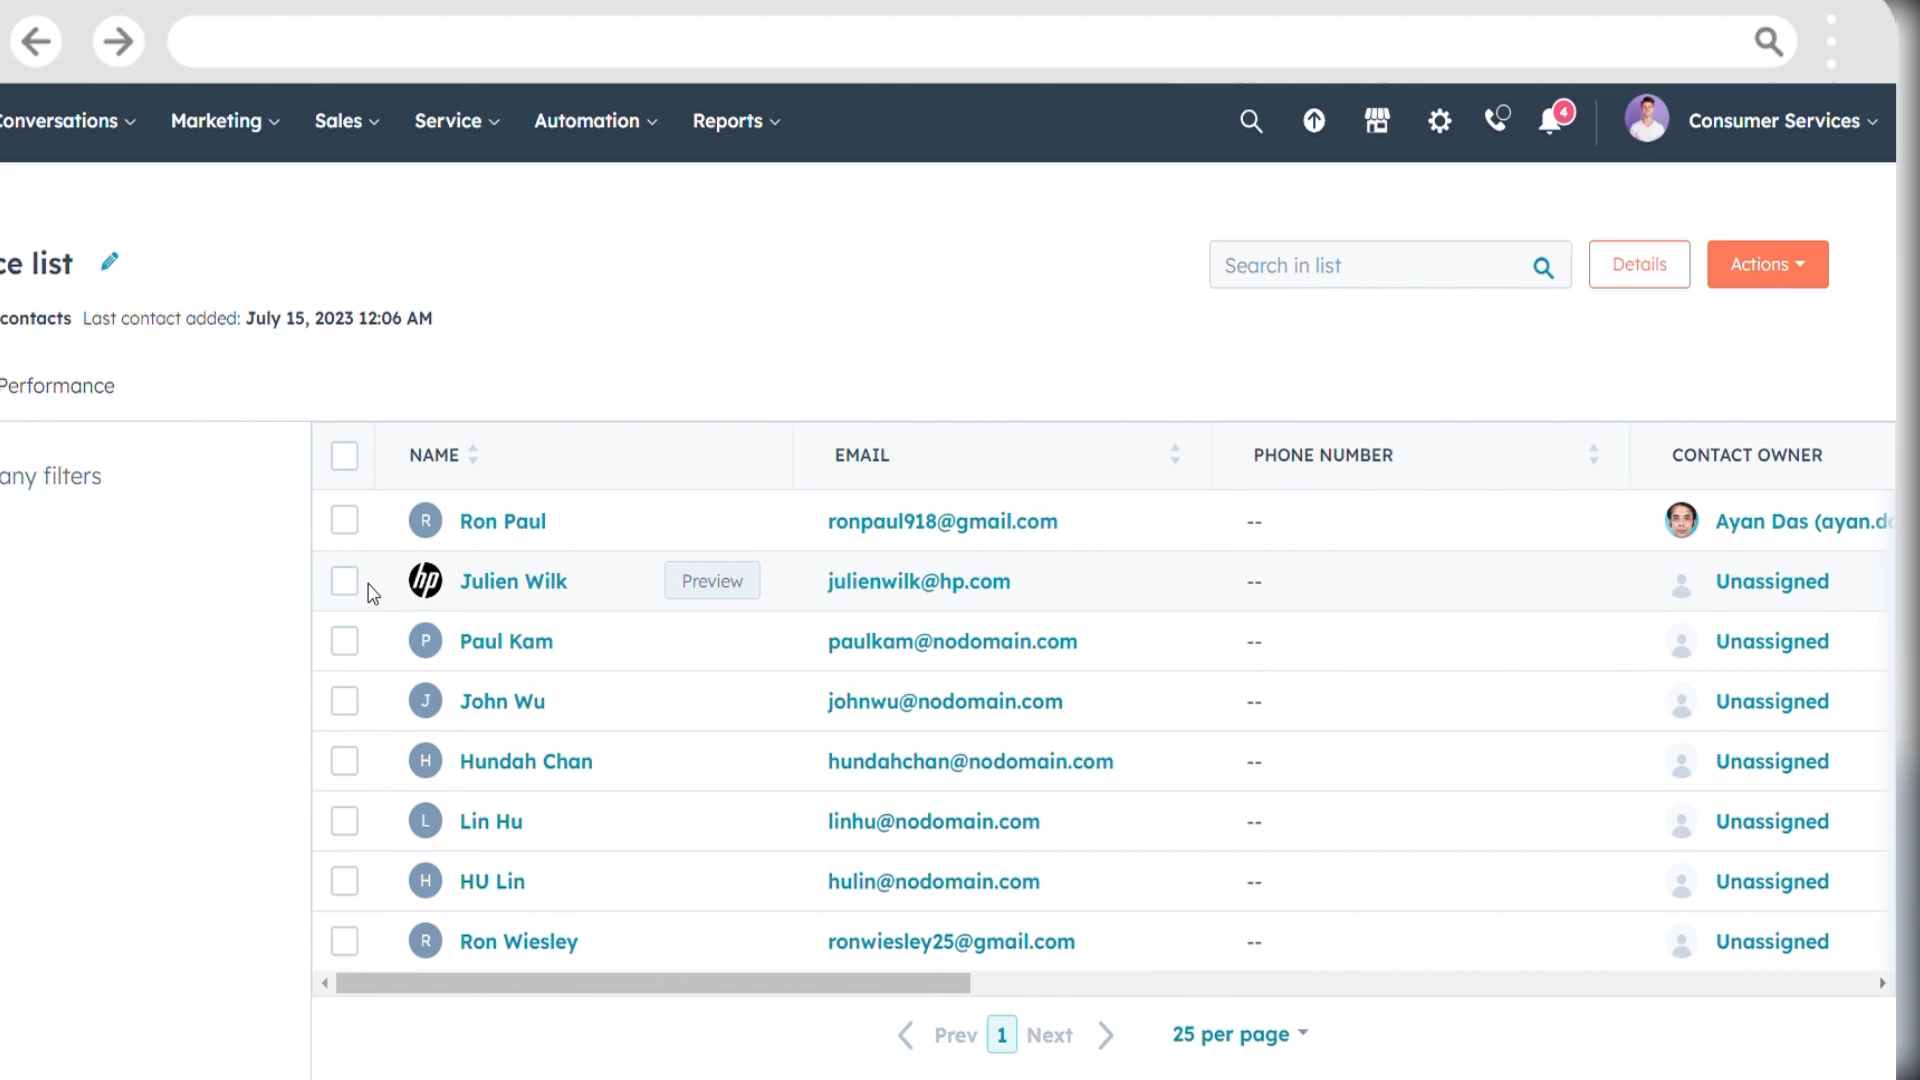 onversations Marketing Sales Service Automation Reports 4 Consumer Services
ce list Search in list Details Actions
contacts Last contact added: July 15, 2023 12:06 AM
Performance
any filters
NAME EMAIL PHONE NUMBER CONTACT OWNER
R Ron Paul ronpaul918@gmail.com -- Ayan Das (ayan.da
hp Julien Wilk Preview julienwilk@hp.com -- Unassigned
P Paul Kam paulkam@nodomain.com -- Unassigned
J John Wu johnwu@nodomain.com -- Unassigned
H Hundah Chan hundahchan@nodomain.com -- Unassigned
L Lin Hu linhu@nodomain.com -- Unassigned
H HU Lin hulin@nodomain.com -- Unassigned
R Ron Wiesley ronwiesley25@gmail.com -- Unassigned
Prev 1 Next 25 per page